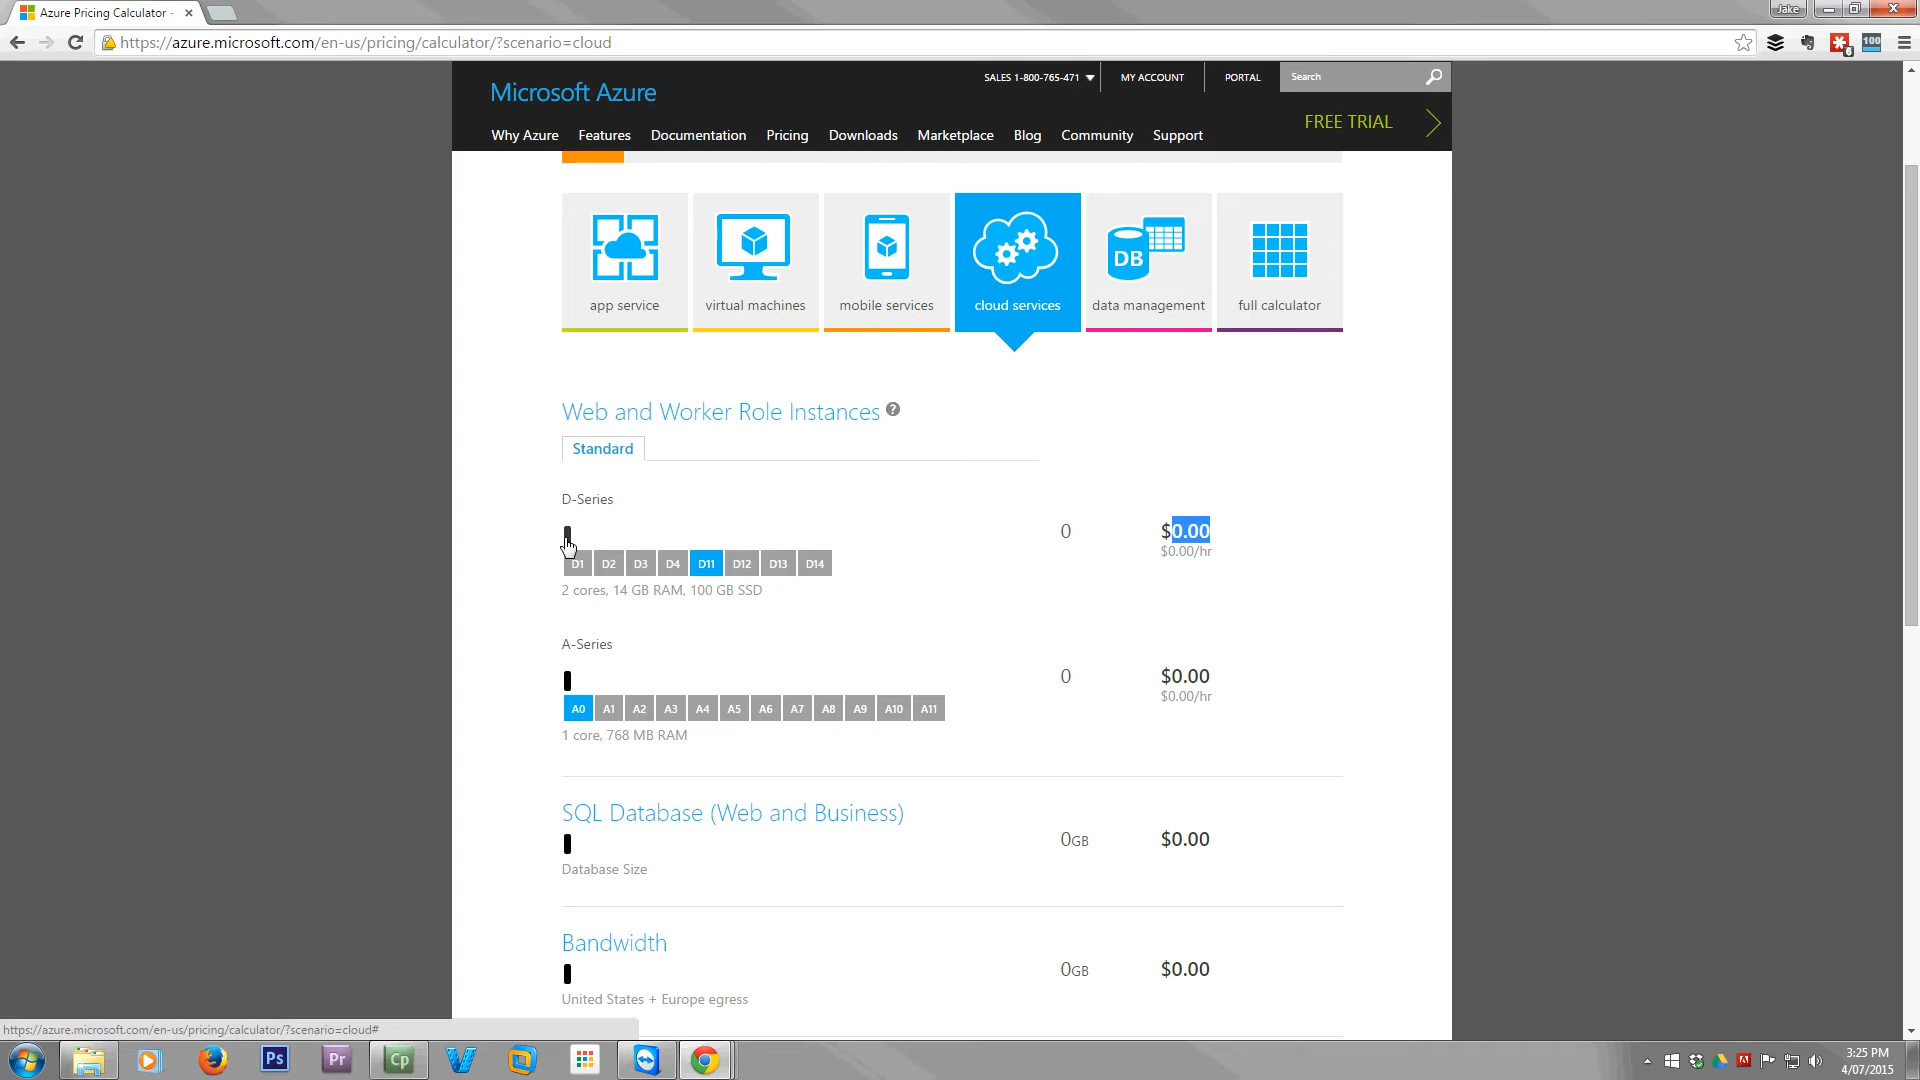 Azure Pricing Calculator -
Jake
https://azure.microsoft.com/en-us/pricing/calculator/?scenario=cloud
6
100
SALES 1-800-765-471
MY ACCOUNT
PORTAL
Search
Microsoft Azure
FREE TRIAL
Why Azure
Features
Documentation
Pricing
Downloads
Marketplace
Blog
Community
Support
DB
app service
virtual machines
mobile services
cloud services
data management
full calculator
Web and Worker Role Instances ?
Standard
D-Series
0
$0.00
$0.00/hr
D1
D2
D3
D4
D11
D12
D13
D14
2 cores, 14 GB RAM, 100 GB SSD
A-Series
0
$0.00
$0.00/hr
A0
A1
A2
A3
A4
A5
A6
A7
A8
A9
A10
A11
1 core, 768 MB RAM
SQL Database (Web and Business)
0GB
$0.00
Database Size
Bandwidth
0GB
$0.00
United States + Europe egress
https://azure.microsoft.com/en-us/pricing/calculator/?scenario=cloud#
Ps
Pr
Cp
3:25 PM
4/07/2015